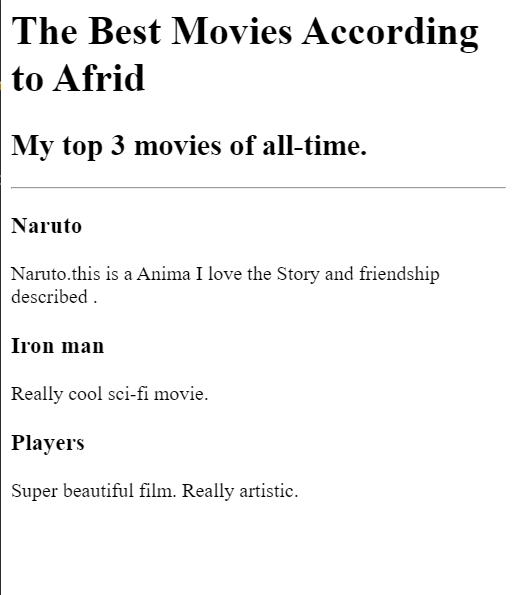 The Best Movies According
to Afrid
My top 3 movies of all-time.
Naruto
Naruto.this is a Anima I love the Story and friendship
described .
Iron man
Really cool sci-fi movie.
Players
Super beautiful film. Really artistic.